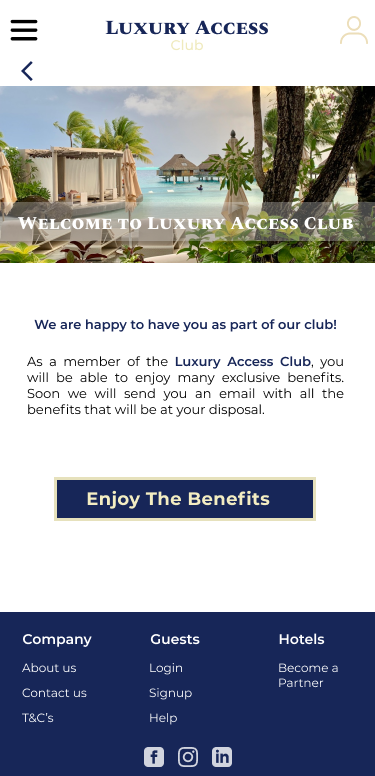 Luxury Access
Club
Welcome to Luxury Access Club
We are happy to have you as part of our club!
As a member of the Luxury Access Club, you
will be able to enjoy many exclusive benefits.
Soon we will send you an email with all the
benefits that will be at your disposal.
Enjoy The Benefits
Company
About us
Contact us
T&C's
Guests
Login
Signup
Help
Hotels
Become a
Partner
f
in